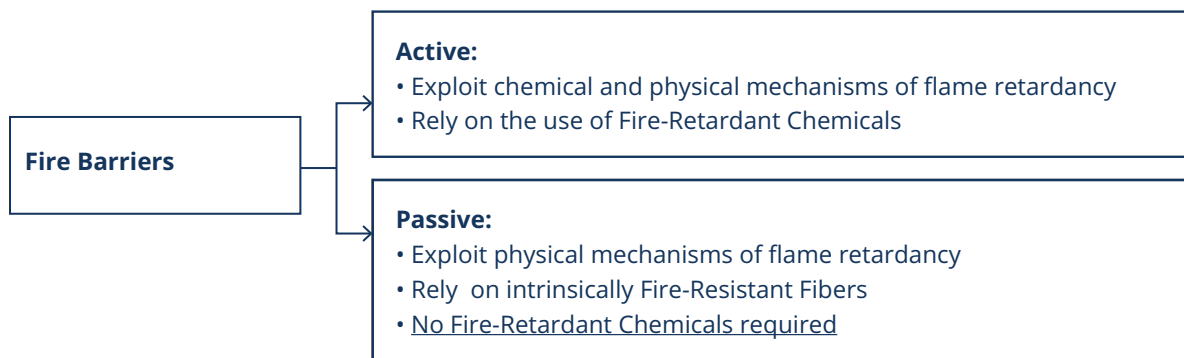 Fire Barriers
Active:
• Exploit chemical and physical mechanisms of flame retardancy
• Rely on the use of Fire-Retardant Chemicals
Passive:
• Exploit physical mechanisms of flame retardancy
• Rely  on intrinsically Fire-Resistant Fibers
• No Fire-Retardant Chemicals required